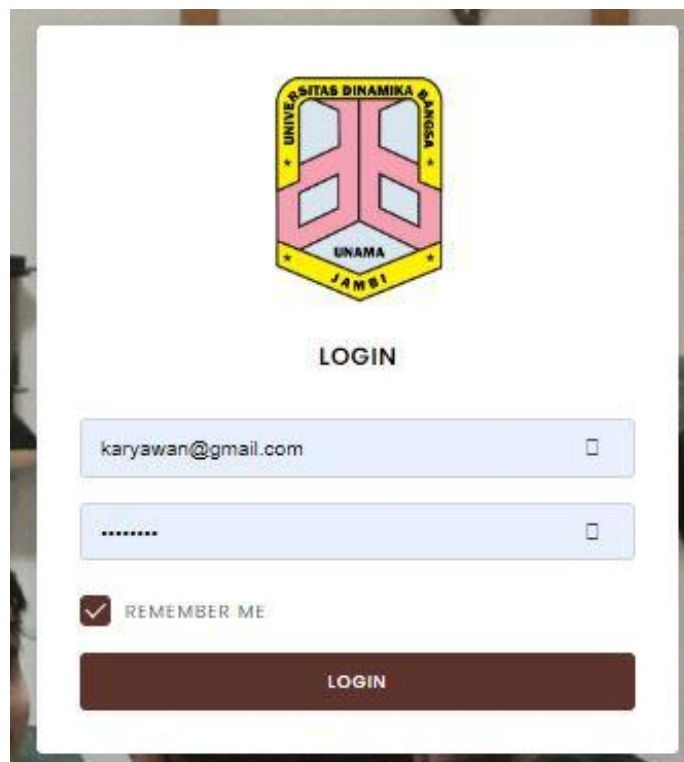 UNIVERSITAS DINAMIKA BANGSA
UNAMA
JAMBI
LOGIN
karyawan@gmail.com
••••••••
REMEMBER ME
LOGIN